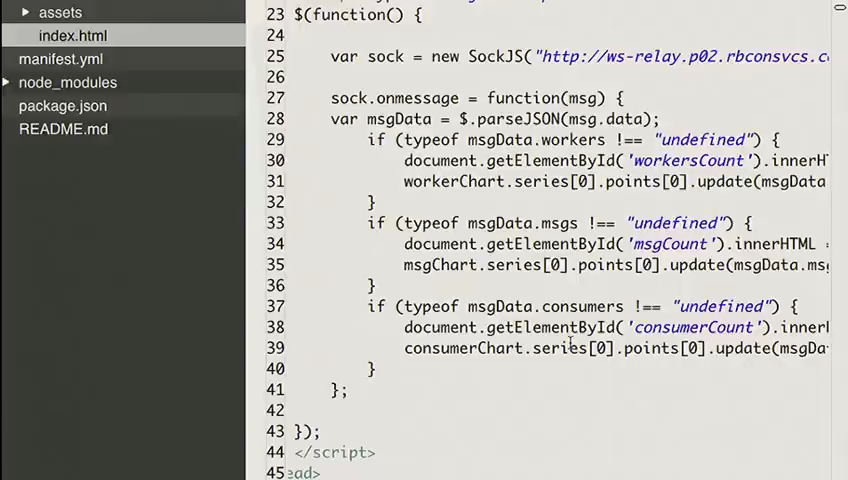 assets
index.html
manifest.yml
node_modules
package.json
README.md
23 $(function() {
24
25 var sock = new SockJS("http://ws-relay.p02.rbconsvcs.c
26
27 sock.onmessage = function(msg) {
28 var msgData = $.parseJSON(msg.data);
29 if (typeof msgData.workers !== "undefined") {
30 document.getElementById('workersCount').innerH
31 workerChart.series[0].points[0].update(msgData
32 }
33 if (typeof msgData.msgs !== "undefined") {
34 document.getElementById('msgCount').innerHTML =
35 msgChart.series[0].points[0].update(msgData.msg
36 }
37 if (typeof msgData.consumers !== "undefined") {
38 document.getElementById('consumerCount').innerH
39 consumerChart.series[0].points[0].update(msgDat
40 }
41 };
42
43 });
44 </script>
45 ead>